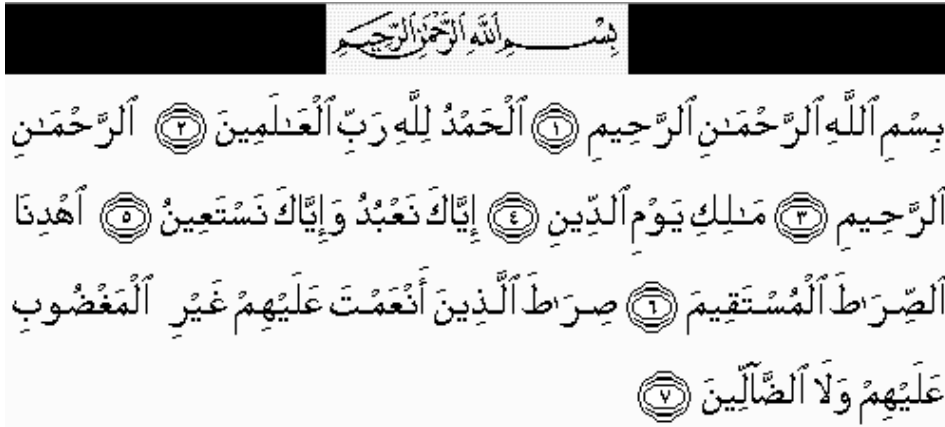 بِسْمِ ٱللَّهِ ٱلرَّحْمَٰنِ ٱلرَّحِيمِ
بِسْمِ ٱللَّهِ ٱلرَّحْمَـٰنِ ٱلرَّحِيمِ ١ ٱلْحَمْدُ لِلَّهِ رَبِّ ٱلْعَـٰلَمِينَ ٢ ٱلرَّحْمَـٰنِ
ٱلرَّحِيمِ ٣ مَـٰلِكِ يَوْمِ ٱلدِّينِ ٤ إِيَّاكَ نَعْبُدُ وَإِيَّاكَ نَسْتَعِينُ ٥ ٱهْدِنَا
ٱلصِّرَٰطَ ٱلْمُسْتَقِيمَ ٦ صِرَٰطَ ٱلَّذِينَ أَنْعَمْتَ عَلَيْهِمْ غَيْرِ ٱلْمَغْضُوبِ
عَلَيْهِمْ وَلَا ٱلضَّآلِّينَ ٧